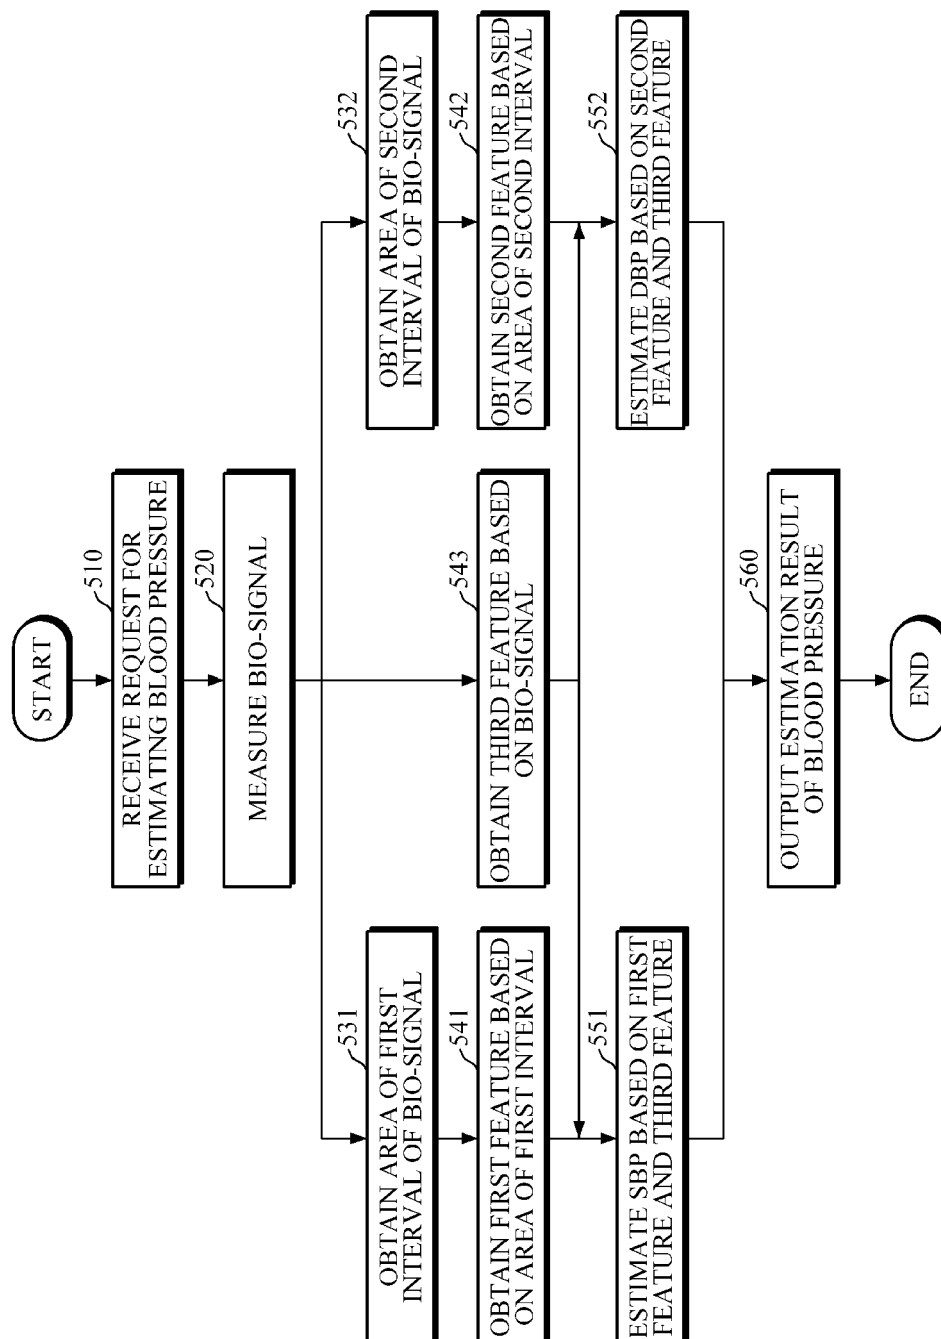 START
510
RECEIVE REQUEST FOR
ESTIMATING BLOOD PRESSURE
520
MEASURE BIO-SIGNAL
531
OBTAIN AREA OF FIRST
INTERVAL OF BIO-SIGNAL
532
OBTAIN AREA OF SECOND
INTERVAL OF BIO-SIGNAL
541
OBTAIN FIRST FEATURE BASED
ON AREA OF FIRST INTERVAL
543
OBTAIN THIRD FEATURE BASED
ON BIO-SIGNAL
542
OBTAIN SECOND FEATURE BASED
ON AREA OF SECOND INTERVAL
551
ESTIMATE SBP BASED ON FIRST
FEATURE AND THIRD FEATURE
552
ESTIMATE DBP BASED ON SECOND
FEATURE AND THIRD FEATURE
560
OUTPUT ESTIMATION RESULT
OF BLOOD PRESSURE
END